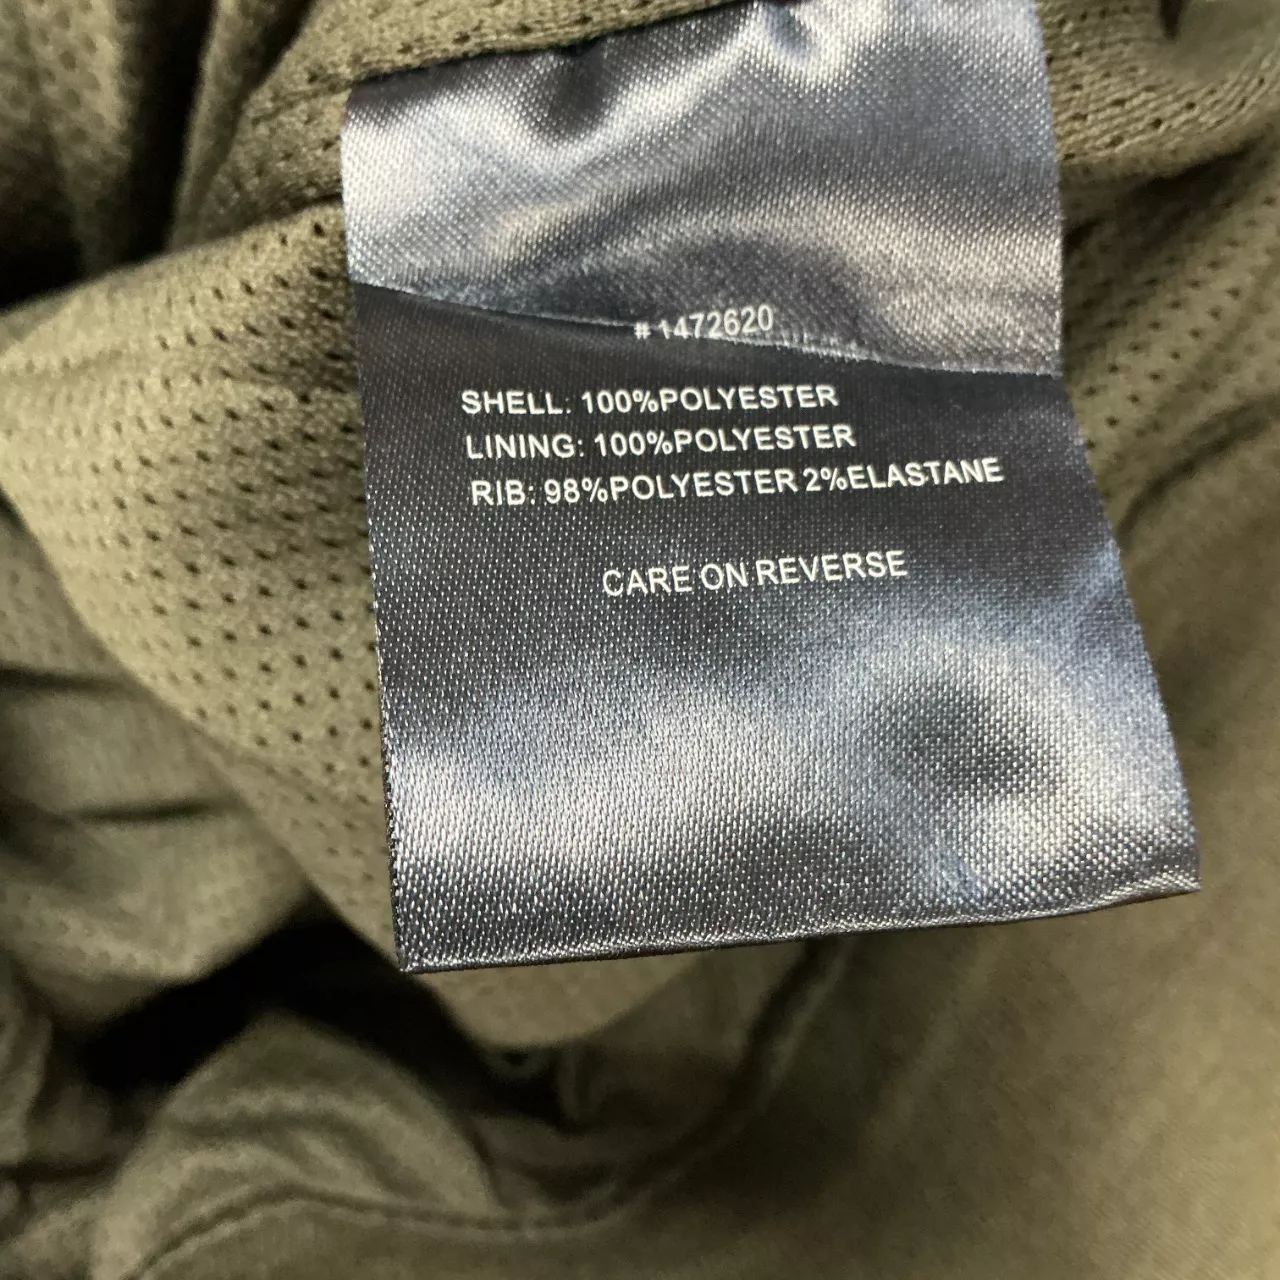 #1472620
SHELL: 100%POLYESTER
LINING: 100%POLYESTER
RIB: 98%POLYESTER 2%ELASTANE
CARE ON REVERSE